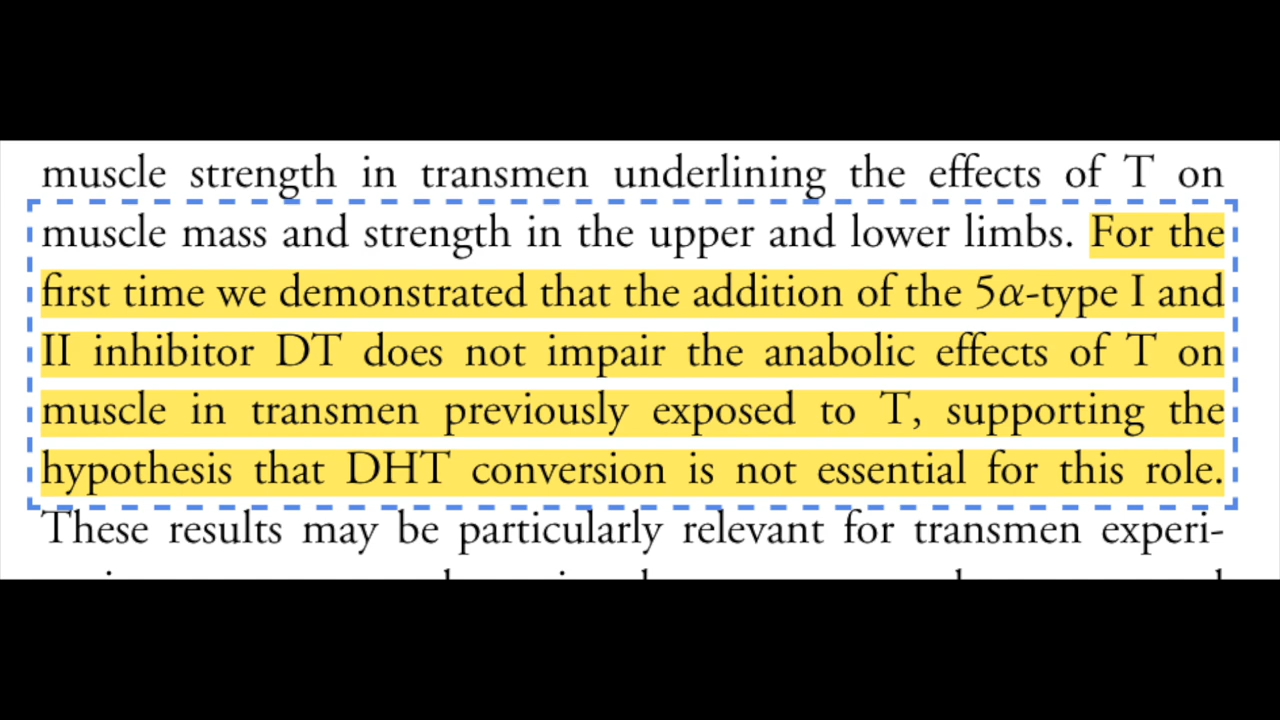 muscle strength in transmen underlining the effects of T on
muscle mass and strength in the upper and lower limbs. For the
first time we demonstrated that the addition of the 5α-type I and
II inhibitor DT does not impair the anabolic effects of T on
muscle in transmen previously exposed to T, supporting the
hypothesis that DHT conversion is not essential for this role.
These results may be particularly relevant for transmen experi-